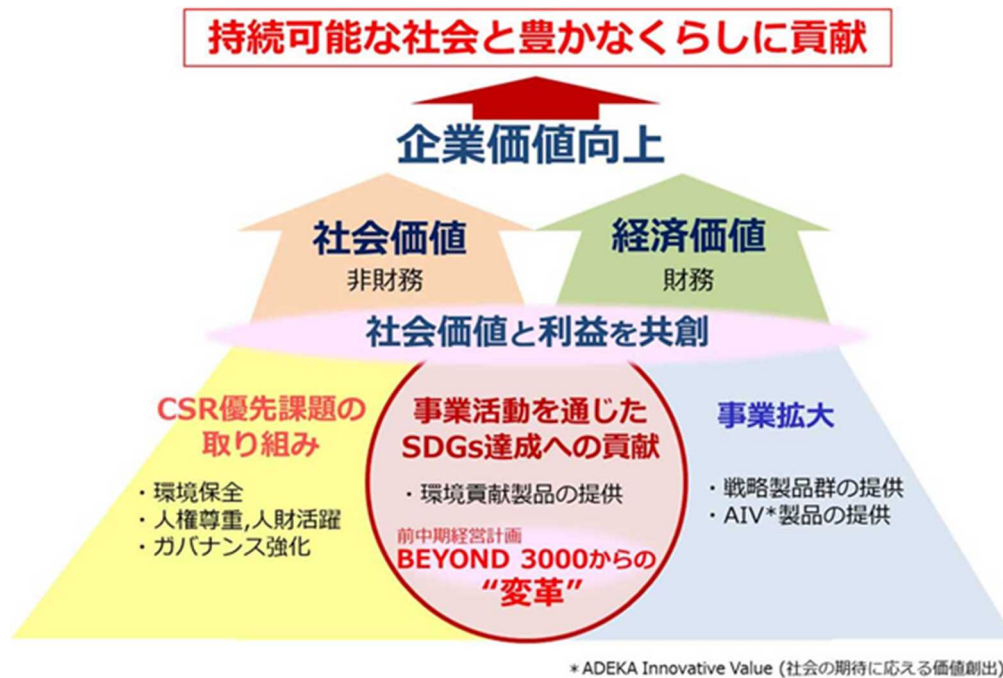 持続可能な社会と豊かなくらしに貢献
企業価値向上
社会価値
非財務
経済価値
財務
社会価値と利益を共創
CSR優先課題の
取り組み
・環境保全
・人権尊重,人財活躍
・ガバナンス強化
事業活動を通じた
SDGs達成への貢献
・環境貢献製品の提供
前中期経営計画
BEYOND 3000からの
“変革”
事業拡大
・戦略製品群の提供
・AIV*製品の提供
* ADEKA Innovative Value (社会の期待に応える価値創出)